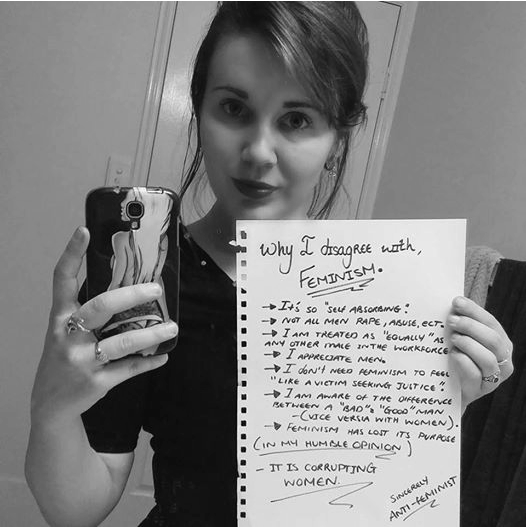 Why I disagree with,
FEMINISM.
→ It's so "self absorbing".
→ NOT ALL MEN RAPE, ABUSE, ECT.
→ I AM TREATED AS "EQUALLY" AS
ANY OTHER MALE IN THE WORKFORCE
→ I APPRECIATE MEN.
→ I DON'T NEED FEMINISM TO FEEL
"LIKE A VICTIM SEEKING JUSTICE".
→ I AM AWARE OF THE DIFFERENCE
BETWEEN A "BAD" & "GOOD" MAN
-(VICE VERSIA WITH WOMEN).
→ FEMINISM HAS LOST ITS PURPOSE
(IN MY HUMBLE OPINION)
- IT IS CORRUPTING
WOMEN.
SINCERELY
ANTI-FEMINIST